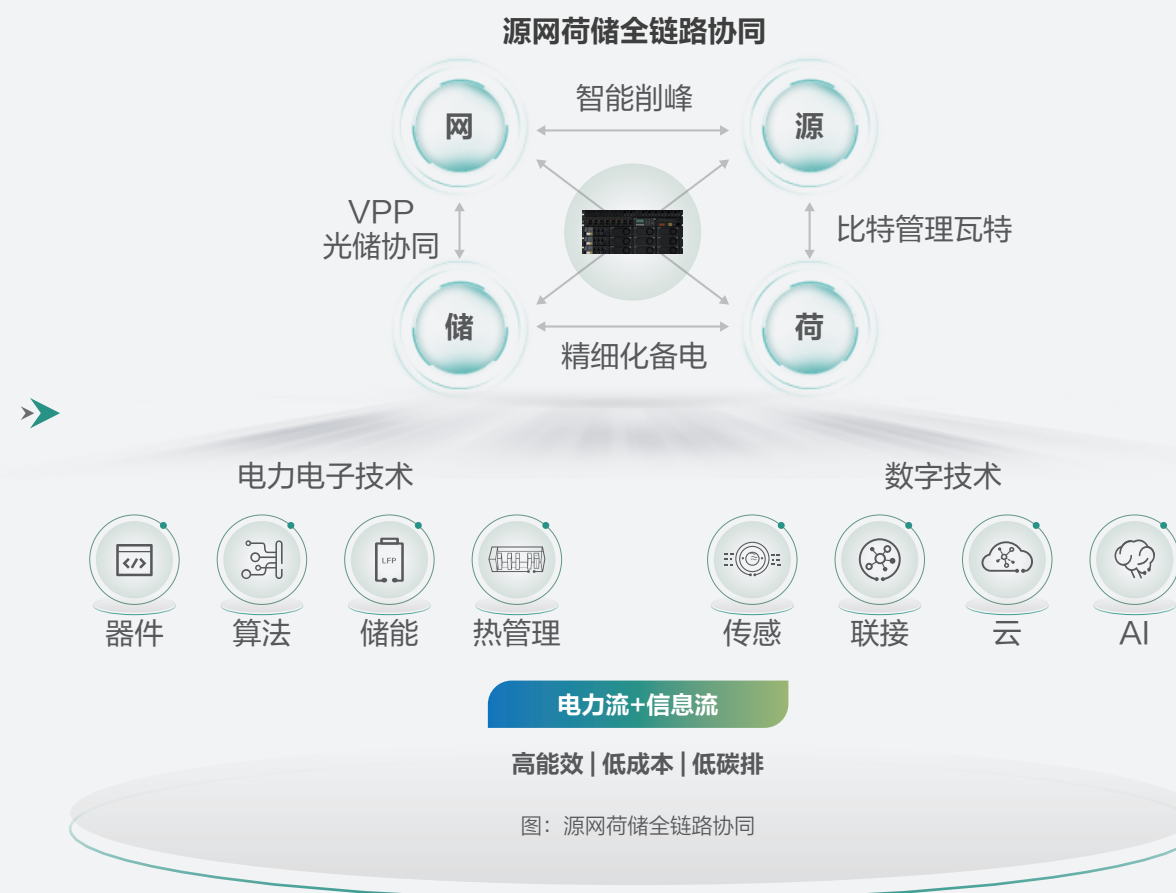 源网荷储全链路协同
智能削峰
网
源
VPP
光储协同
比特管理瓦特
储
荷
精细化备电
电力电子技术
数字技术
LFP
器件
算法
储能
热管理
传感
联接
云
AI
电力流+信息流
高能效 | 低成本 | 低碳排
图：源网荷储全链路协同